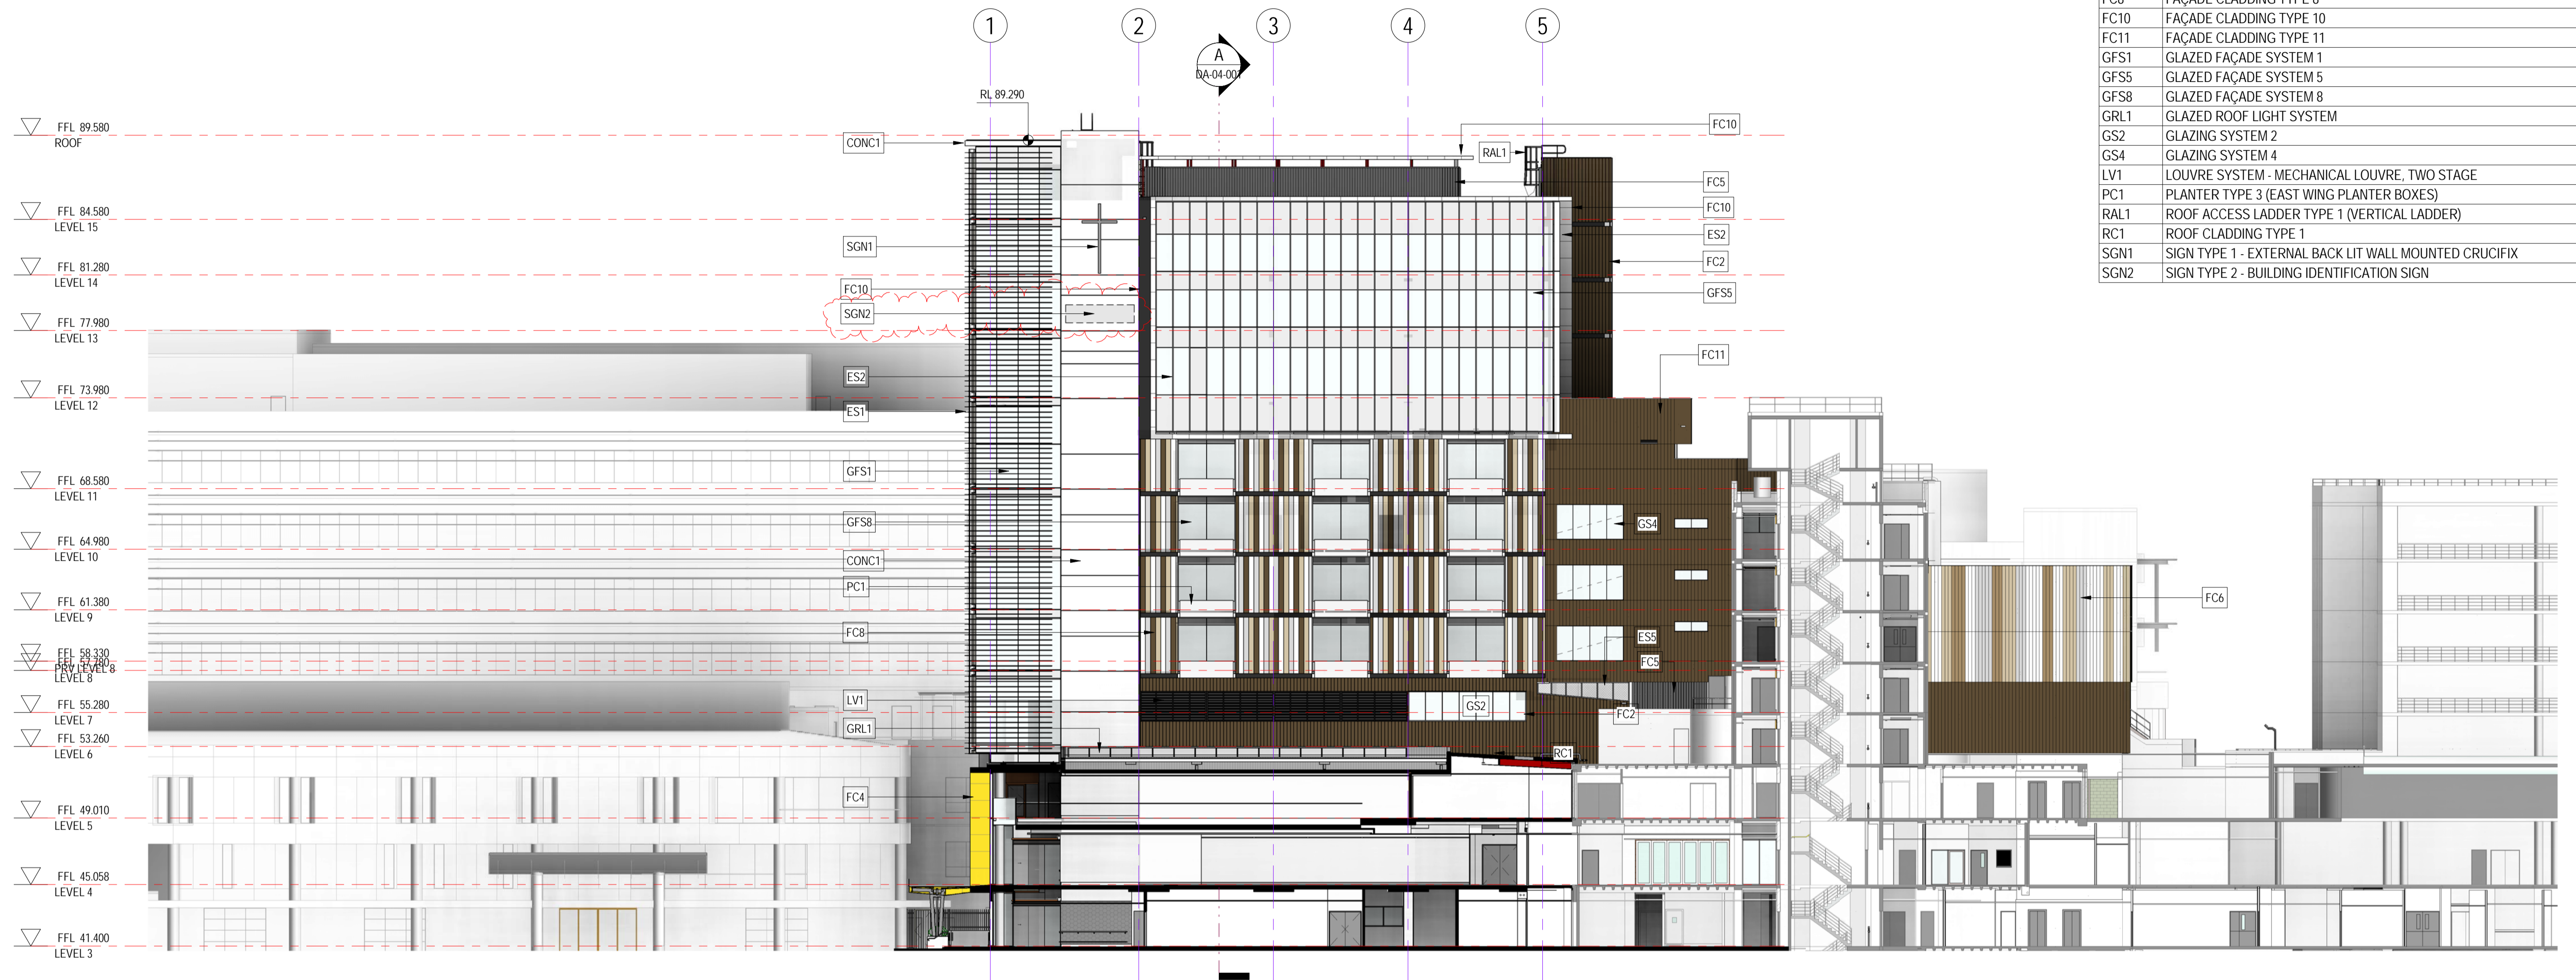 1
2
3
4
5
A
DA-04-001
RL 89.290
FFL 89.580
ROOF
FFL 84.580
LEVEL 15
FFL 81.280
LEVEL 14
FFL 77.980
LEVEL 13
FFL 73.980
LEVEL 12
FFL 68.580
LEVEL 11
FFL 64.980
LEVEL 10
FFL 61.380
LEVEL 9
FFL 58.330
FFL 57.780
PRV LEVEL 8
LEVEL 8
FFL 55.280
LEVEL 7
FFL 53.260
LEVEL 6
FFL 49.010
LEVEL 5
FFL 45.058
LEVEL 4
FFL 41.400
LEVEL 3
CONC1
SGN1
FC10
SGN2
ES2
ES1
GFS1
GFS8
CONC1
PC1
FC8
LV1
GRL1
FC4
FC10
RAL1
FC5
FC10
ES2
FC2
GFS5
FC11
GS4
ES5
FC5
GS2
FC2
RC1
FC6
FC10 FAÇADE CLADDING TYPE 10
FC11 FAÇADE CLADDING TYPE 11
GFS1 GLAZED FAÇADE SYSTEM 1
GFS5 GLAZED FAÇADE SYSTEM 5
GFS8 GLAZED FAÇADE SYSTEM 8
GRL1 GLAZED ROOF LIGHT SYSTEM
GS2 GLAZING SYSTEM 2
GS4 GLAZING SYSTEM 4
LV1 LOUVRE SYSTEM - MECHANICAL LOUVRE, TWO STAGE
PC1 PLANTER TYPE 3 (EAST WING PLANTER BOXES)
RAL1 ROOF ACCESS LADDER TYPE 1 (VERTICAL LADDER)
RC1 ROOF CLADDING TYPE 1
SGN1 SIGN TYPE 1 - EXTERNAL BACK LIT WALL MOUNTED CRUCIFIX
SGN2 SIGN TYPE 2 - BUILDING IDENTIFICATION SIGN